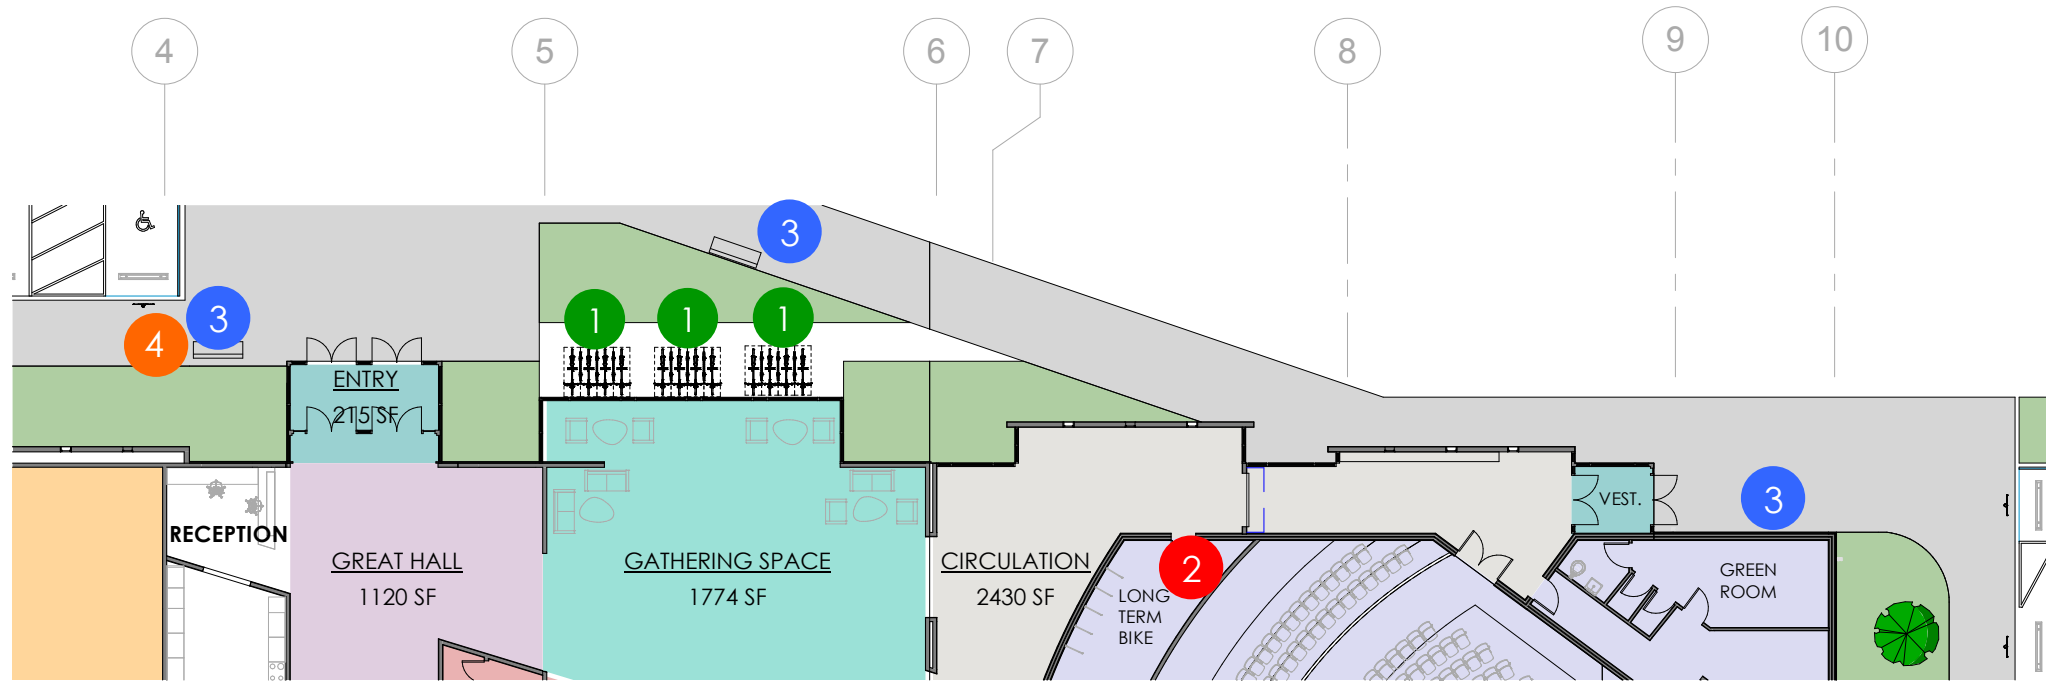 4
5
6
7
8
9
10
3
3
1
1
1
4
ENTRY
215 SF
RECEPTION
GREAT HALL
1120 SF
GATHERING SPACE
1774 SF
CIRCULATION
2430 SF
2
LONG
TERM
BIKE
VEST.
3
GREEN
ROOM